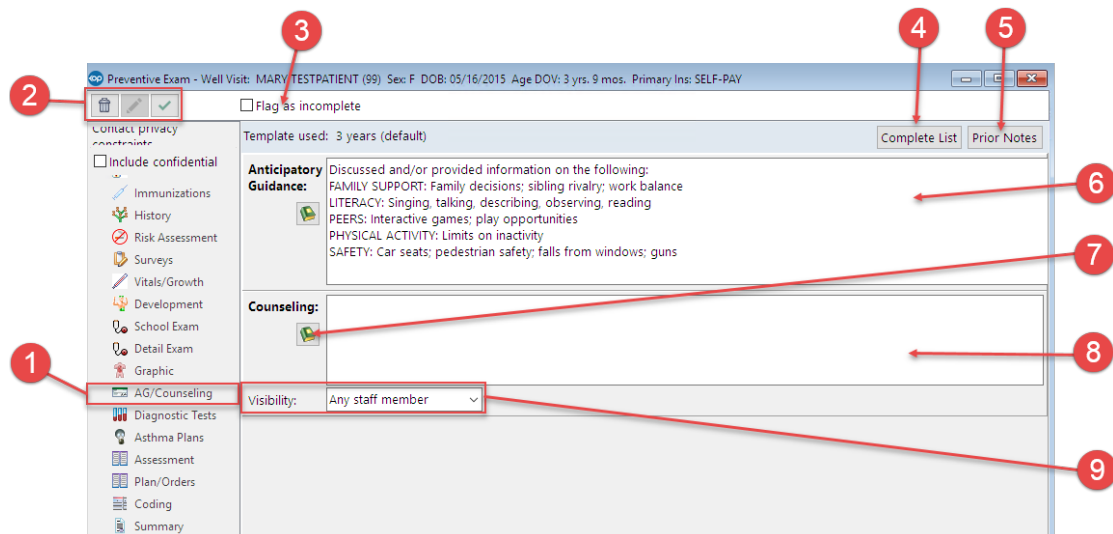 3
4
5
op Preventive Exam - Well Visit: MARY TESTPATIENT (99) Sex: F DOB: 05/16/2015 Age DOV: 3 yrs. 9 mos. Primary Ins: SELF-PAY
2
Flag as incomplete
Contact privacy
constraints
Template used: 3 years (default)
Complete List
Prior Notes
Include confidential
Immunizations
History
Risk Assessment
Surveys
Vitals/Growth
Development
School Exam
Detail Exam
Graphic
AG/Counseling
Diagnostic Tests
Asthma Plans
Assessment
Plan/Orders
Coding
Summary
1
Anticipatory
Guidance:
Discussed and/or provided information on the following:
FAMILY SUPPORT: Family decisions; sibling rivalry; work balance
LITERACY: Singing, talking, describing, observing, reading
PEERS: Interactive games; play opportunities
PHYSICAL ACTIVITY: Limits on inactivity
SAFETY: Car seats; pedestrian safety; falls from windows; guns
6
7
Counseling:
8
Visibility:
Any staff member
9